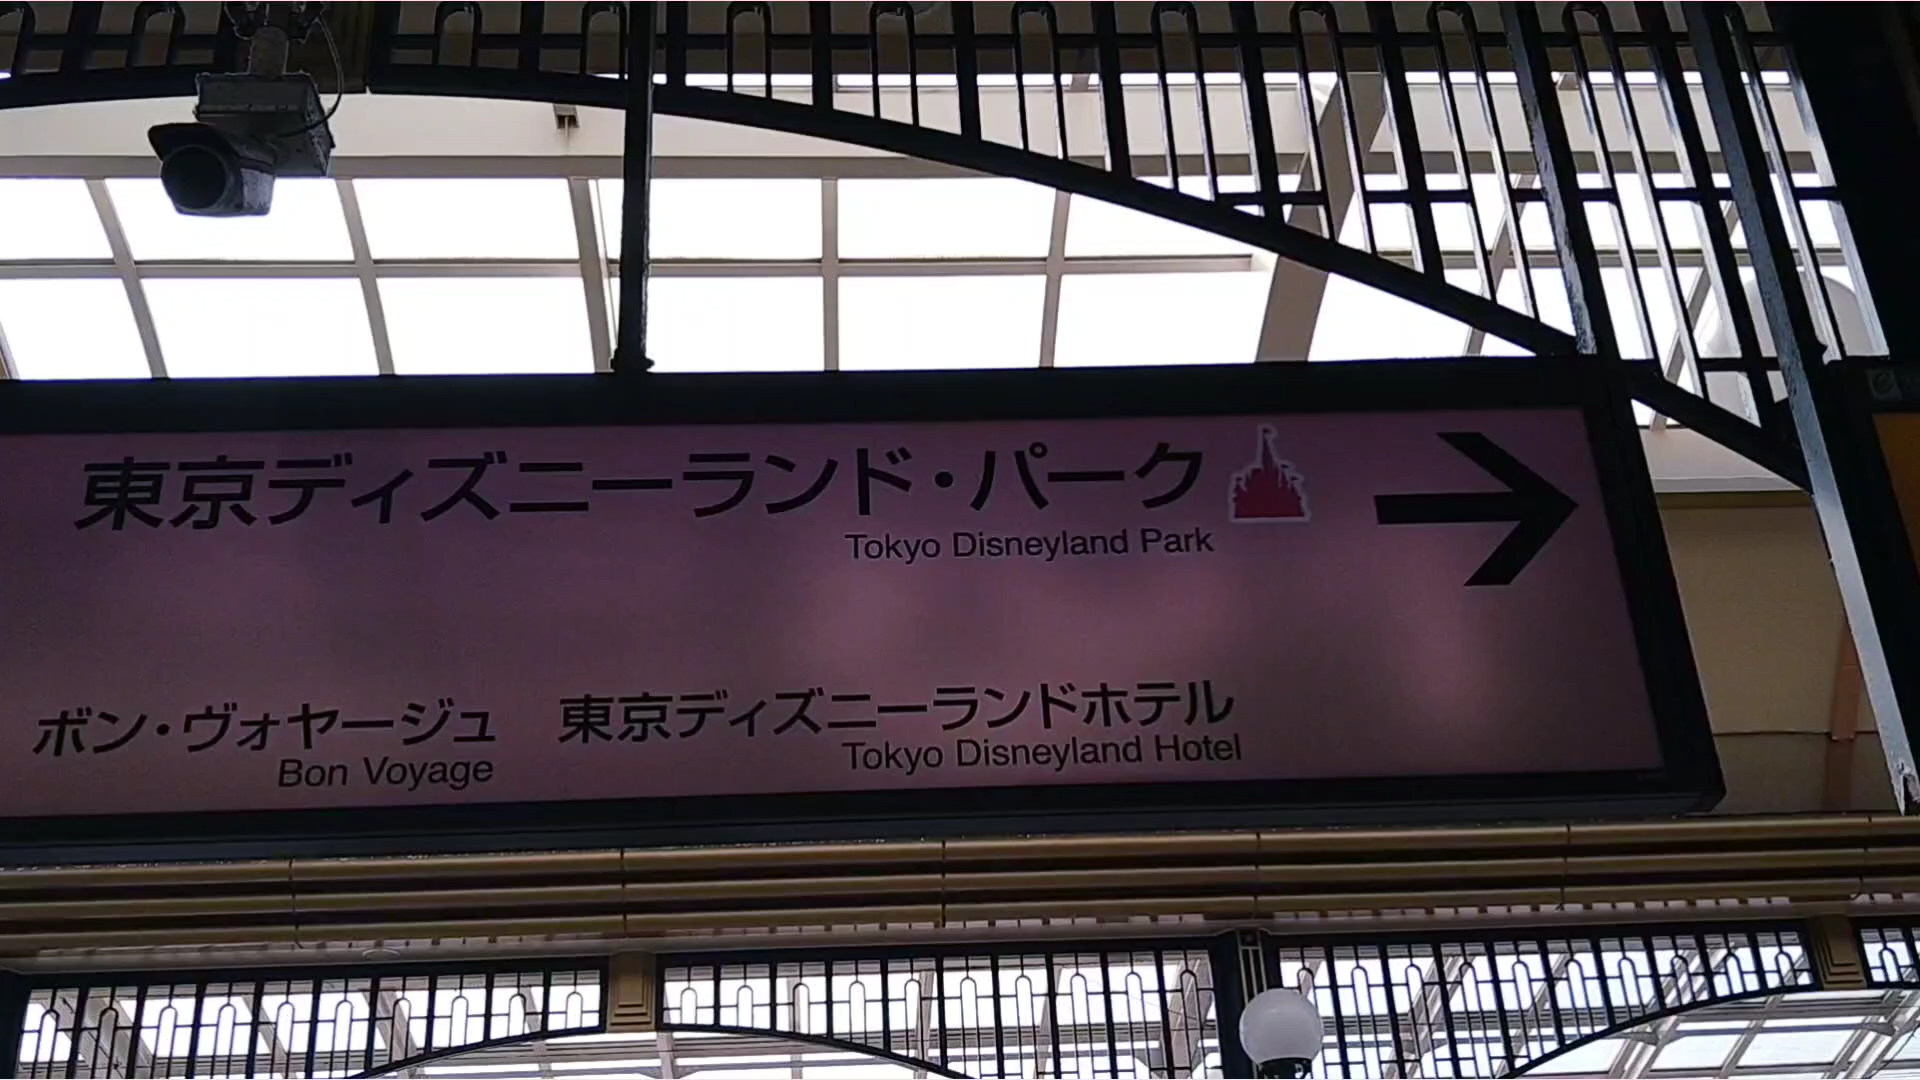 東京ディズニーランド・パーク
Tokyo Disneyland Park
ボン・ヴォヤージュ
Bon Voyage
東京ディズニーランドホテル
Tokyo Disneyland Hotel